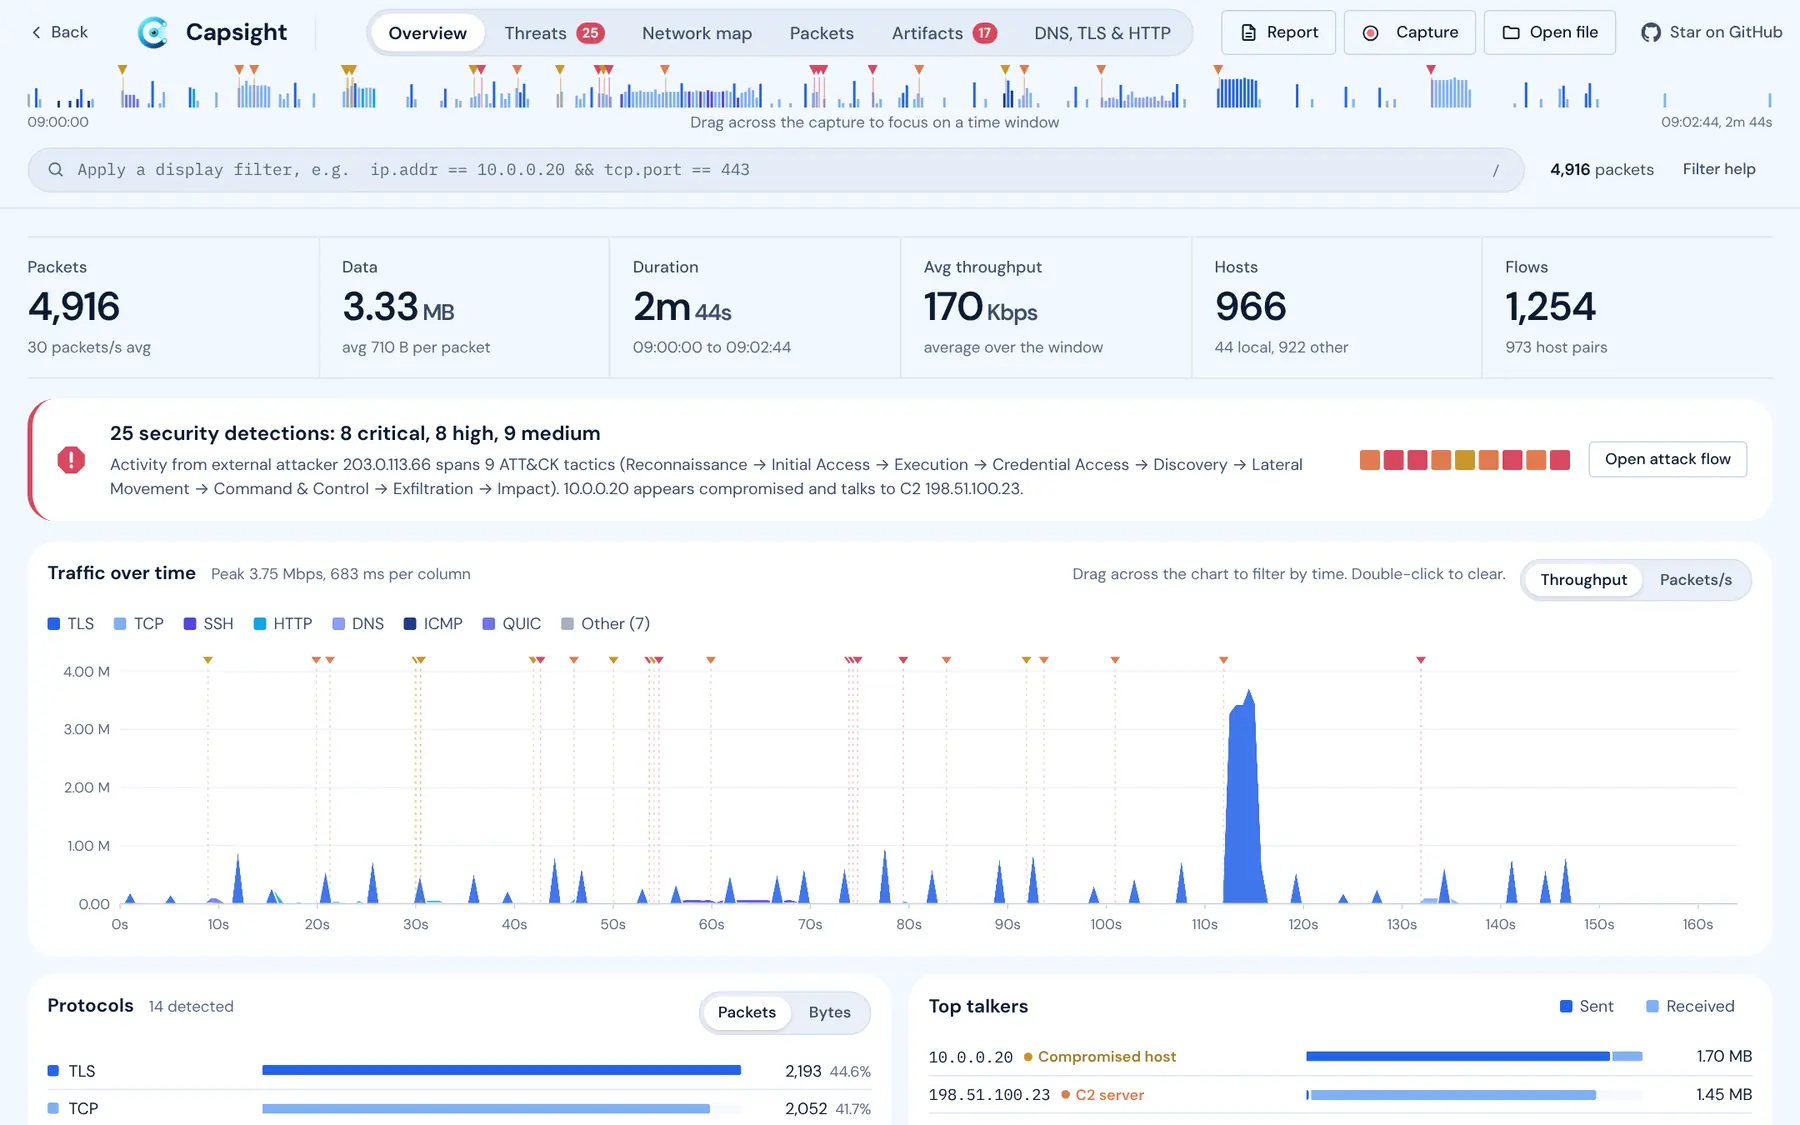 Back
Capsight
Overview
Threats 25
Network map
Packets
Artifacts 17
DNS, TLS & HTTP
Report
Capture
Open file
Star on GitHub
09:00:00
Drag across the capture to focus on a time window
09:02:44, 2m 44s
Apply a display filter, e.g. ip.addr == 10.0.0.20 && tcp.port == 443
/
4,916 packets
Filter help
Packets
4,916
30 packets/s avg
Data
3.33 MB
avg 710 B per packet
Duration
2m 44s
09:00:00 to 09:02:44
Avg throughput
170 Kbps
average over the window
Hosts
966
44 local, 922 other
Flows
1,254
973 host pairs
25 security detections: 8 critical, 8 high, 9 medium
Activity from external attacker 203.0.113.66 spans 9 ATT&CK tactics (Reconnaissance → Initial Access → Execution → Credential Access → Discovery → Lateral
Movement → Command & Control → Exfiltration → Impact). 10.0.0.20 appears compromised and talks to C2 198.51.100.23.
Open attack flow
Traffic over time
Peak 3.75 Mbps, 683 ms per column
Drag across the chart to filter by time. Double-click to clear.
Throughput
Packets/s
TLS
TCP
SSH
HTTP
DNS
ICMP
QUIC
Other (7)
4.00 M
3.00 M
2.00 M
1.00 M
0.00
0s
10s
20s
30s
40s
50s
60s
70s
80s
90s
100s
110s
120s
130s
140s
150s
160s
Protocols
14 detected
Packets
Bytes
TLS
2,193 44.6%
TCP
2,052 41.7%
Top talkers
Sent
Received
10.0.0.20 Compromised host
1.70 MB
198.51.100.23 C2 server
1.45 MB